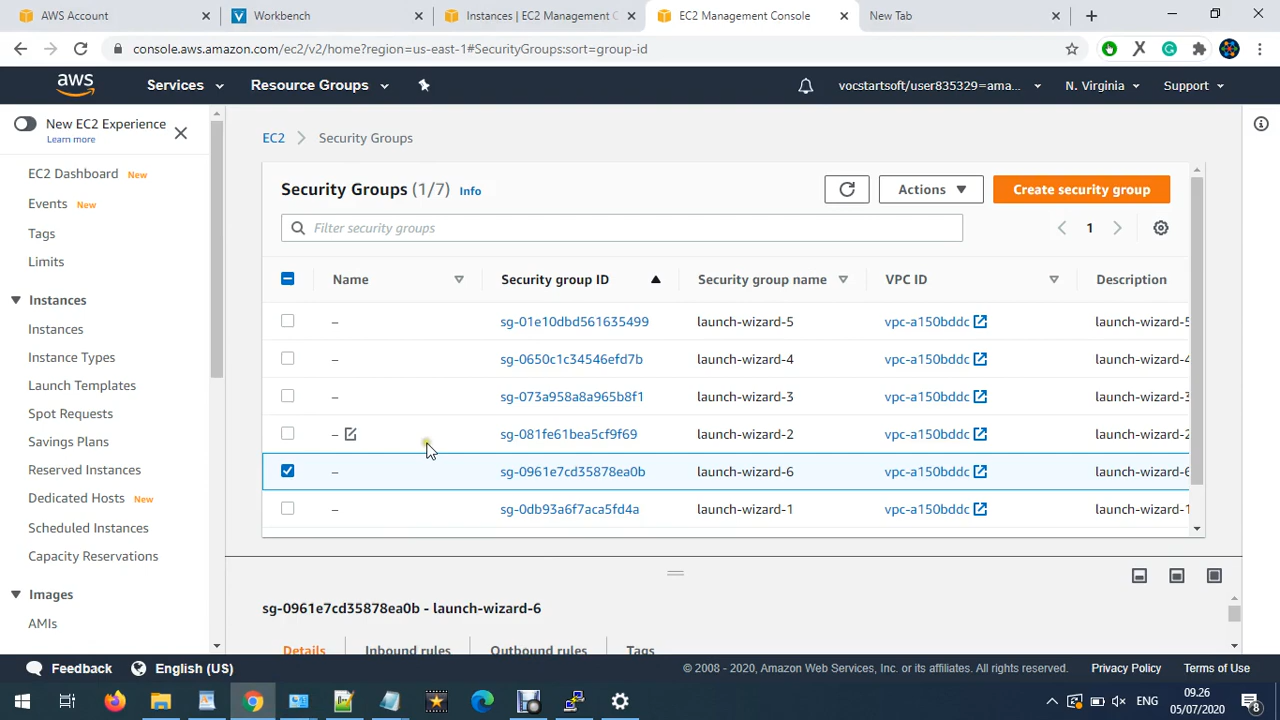 AWS Account
Workbench
Instances | EC2 Management C
EC2 Management Console
New Tab
console.aws.amazon.com/ec2/v2/home?region=us-east-1#SecurityGroups:sort=group-id
aws
Services
Resource Groups
vocstartsoft/user835329=ama...
N. Virginia
Support
New EC2 Experience
Learn more
EC2 Dashboard New
Events New
Tags
Limits
Instances
Instances
Instance Types
Launch Templates
Spot Requests
Savings Plans
Reserved Instances
Dedicated Hosts New
Scheduled Instances
Capacity Reservations
Images
AMIs
EC2 > Security Groups
Security Groups (1/7) Info
Actions
Create security group
Filter security groups
1
Name Security group ID Security group name VPC ID Description
– sg-01e10dbd561635499 launch-wizard-5 vpc-a150bddc launch-wizard-5
– sg-0650c1c34546efd7b launch-wizard-4 vpc-a150bddc launch-wizard-4
– sg-073a958a8a965b8f1 launch-wizard-3 vpc-a150bddc launch-wizard-3
– sg-081fe61bea5cf9f69 launch-wizard-2 vpc-a150bddc launch-wizard-2
– sg-0961e7cd35878ea0b launch-wizard-6 vpc-a150bddc launch-wizard-6
– sg-0db93a6f7aca5fd4a launch-wizard-1 vpc-a150bddc launch-wizard-1
sg-0961e7cd35878ea0b - launch-wizard-6
Details Inbound rules Outbound rules Tags
Feedback
English (US)
© 2008 - 2020, Amazon Web Services, Inc. or its affiliates. All rights reserved.
Privacy Policy
Terms of Use
ENG
09.26
05/07/2020
8